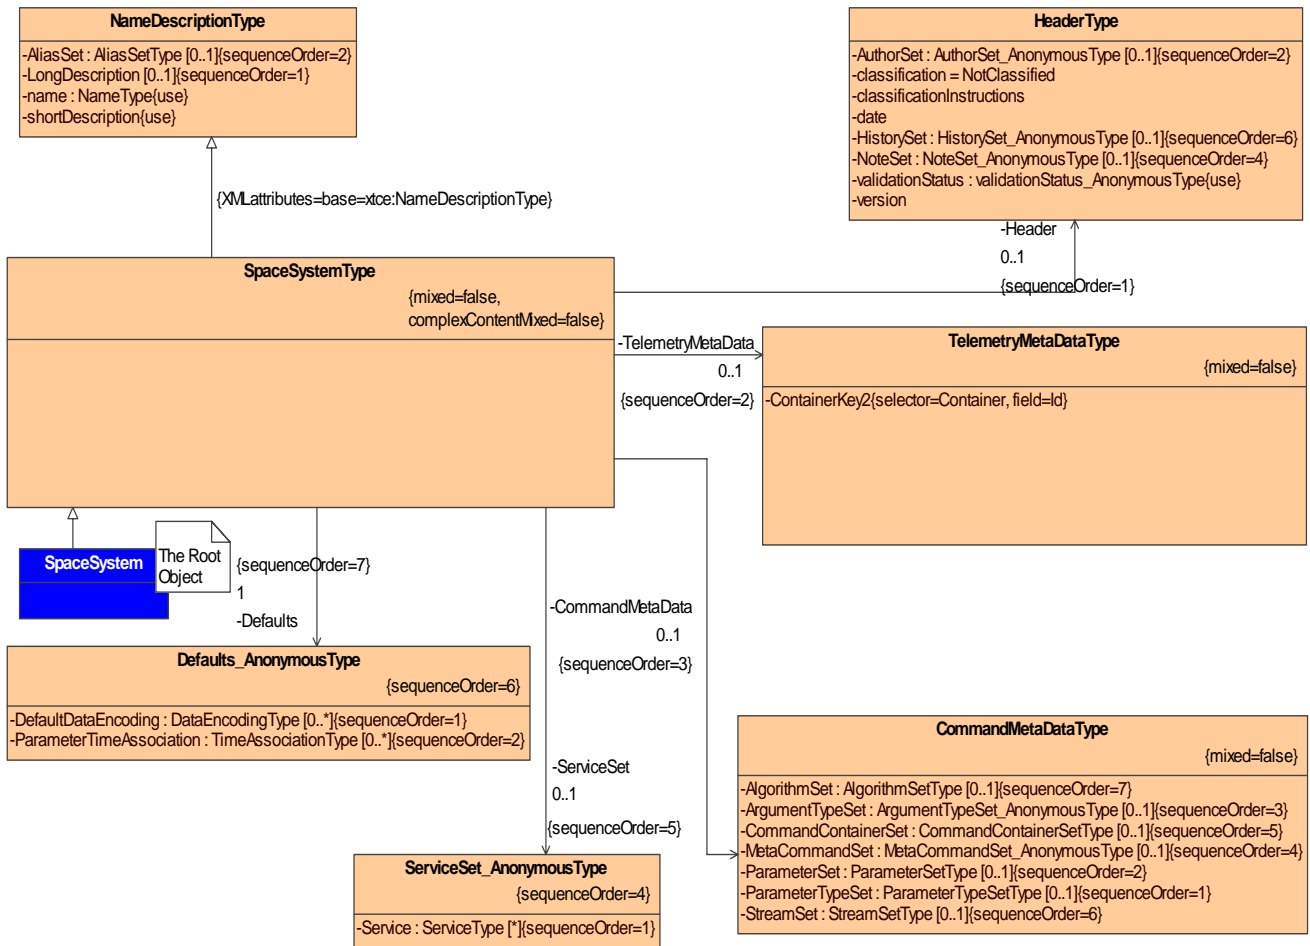 NameDescriptionType
-AliasSet : AliasSetType [0..1]{sequenceOrder=2}
-LongDescription [0..1]{sequenceOrder=1}
-name : NameType{use}
-shortDescription{use}
HeaderType
-AuthorSet : AuthorSet_AnonymousType [0..1]{sequenceOrder=2}
-classification = NotClassified
-classificationInstructions
-date
-HistorySet : HistorySet_AnonymousType [0..1]{sequenceOrder=6}
-NoteSet : NoteSet_AnonymousType [0..1]{sequenceOrder=4}
-validationStatus : validationStatus_AnonymousType{use}
-version
{XMLattributes=base=xtce:NameDescriptionType}
-Header
0..1
{sequenceOrder=1}
SpaceSystemType
{mixed=false,
complexContentMixed=false}
-TelemetryMetaData
0..1
{sequenceOrder=2}
TelemetryMetaDataType
{mixed=false}
-ContainerKey2{selector=Container, field=Id}
SpaceSystem
The Root
Object
{sequenceOrder=7}
1
-Defaults
-CommandMetaData
0..1
{sequenceOrder=3}
Defaults_AnonymousType
{sequenceOrder=6}
-DefaultDataEncoding : DataEncodingType [0..*]{sequenceOrder=1}
-ParameterTimeAssociation : TimeAssociationType [0..*]{sequenceOrder=2}
-ServiceSet
0..1
{sequenceOrder=5}
CommandMetaDataType
{mixed=false}
-AlgorithmSet : AlgorithmSetType [0..1]{sequenceOrder=7}
-ArgumentTypeSet : ArgumentTypeSet_AnonymousType [0..1]{sequenceOrder=3}
-CommandContainerSet : CommandContainerSetType [0..1]{sequenceOrder=5}
-MetaCommandSet : MetaCommandSet_AnonymousType [0..1]{sequenceOrder=4}
-ParameterSet : ParameterSetType [0..1]{sequenceOrder=2}
-ParameterTypeSet : ParameterTypeSetType [0..1]{sequenceOrder=1}
-StreamSet : StreamSetType [0..1]{sequenceOrder=6}
ServiceSet_AnonymousType
{sequenceOrder=4}
-Service : ServiceType [*]{sequenceOrder=1}